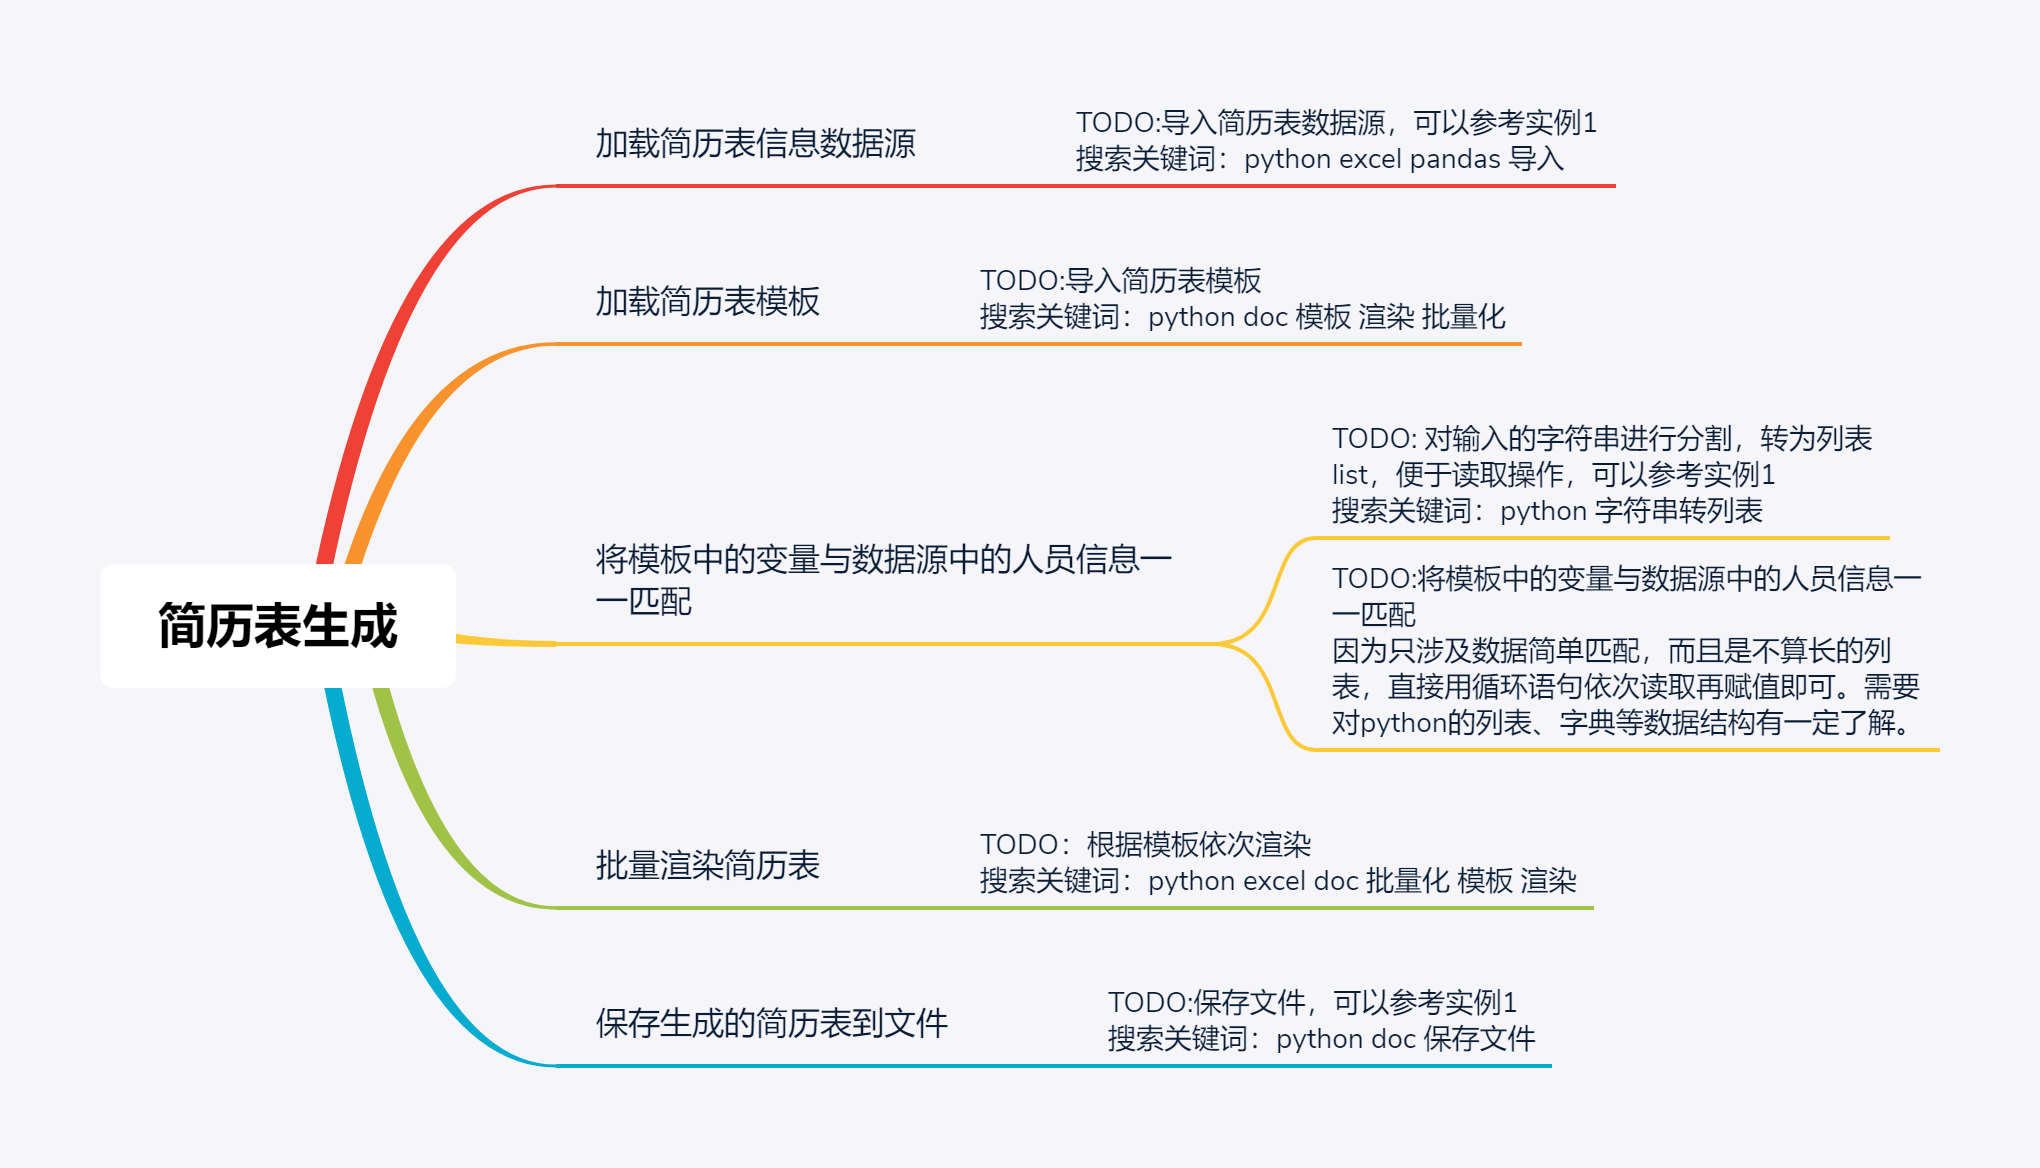 简历表生成
加载简历表信息数据源
TODO:导入简历表数据源，可以参考实例1
搜索关键词：python excel pandas 导入
加载简历表模板
TODO:导入简历表模板
搜索关键词：python doc 模板 渲染 批量化
将模板中的变量与数据源中的人员信息一
一匹配
TODO: 对输入的字符串进行分割，转为列表
list，便于读取操作，可以参考实例1
搜索关键词：python 字符串转列表
TODO:将模板中的变量与数据源中的人员信息一
一匹配
因为只涉及数据简单匹配，而且是不算长的列
表，直接用循环语句依次读取再赋值即可。需要
对python的列表、字典等数据结构有一定了解。
批量渲染简历表
TODO：根据模板依次渲染
搜索关键词：python excel doc 批量化 模板 渲染
保存生成的简历表到文件
TODO:保存文件，可以参考实例1
搜索关键词：python doc 保存文件